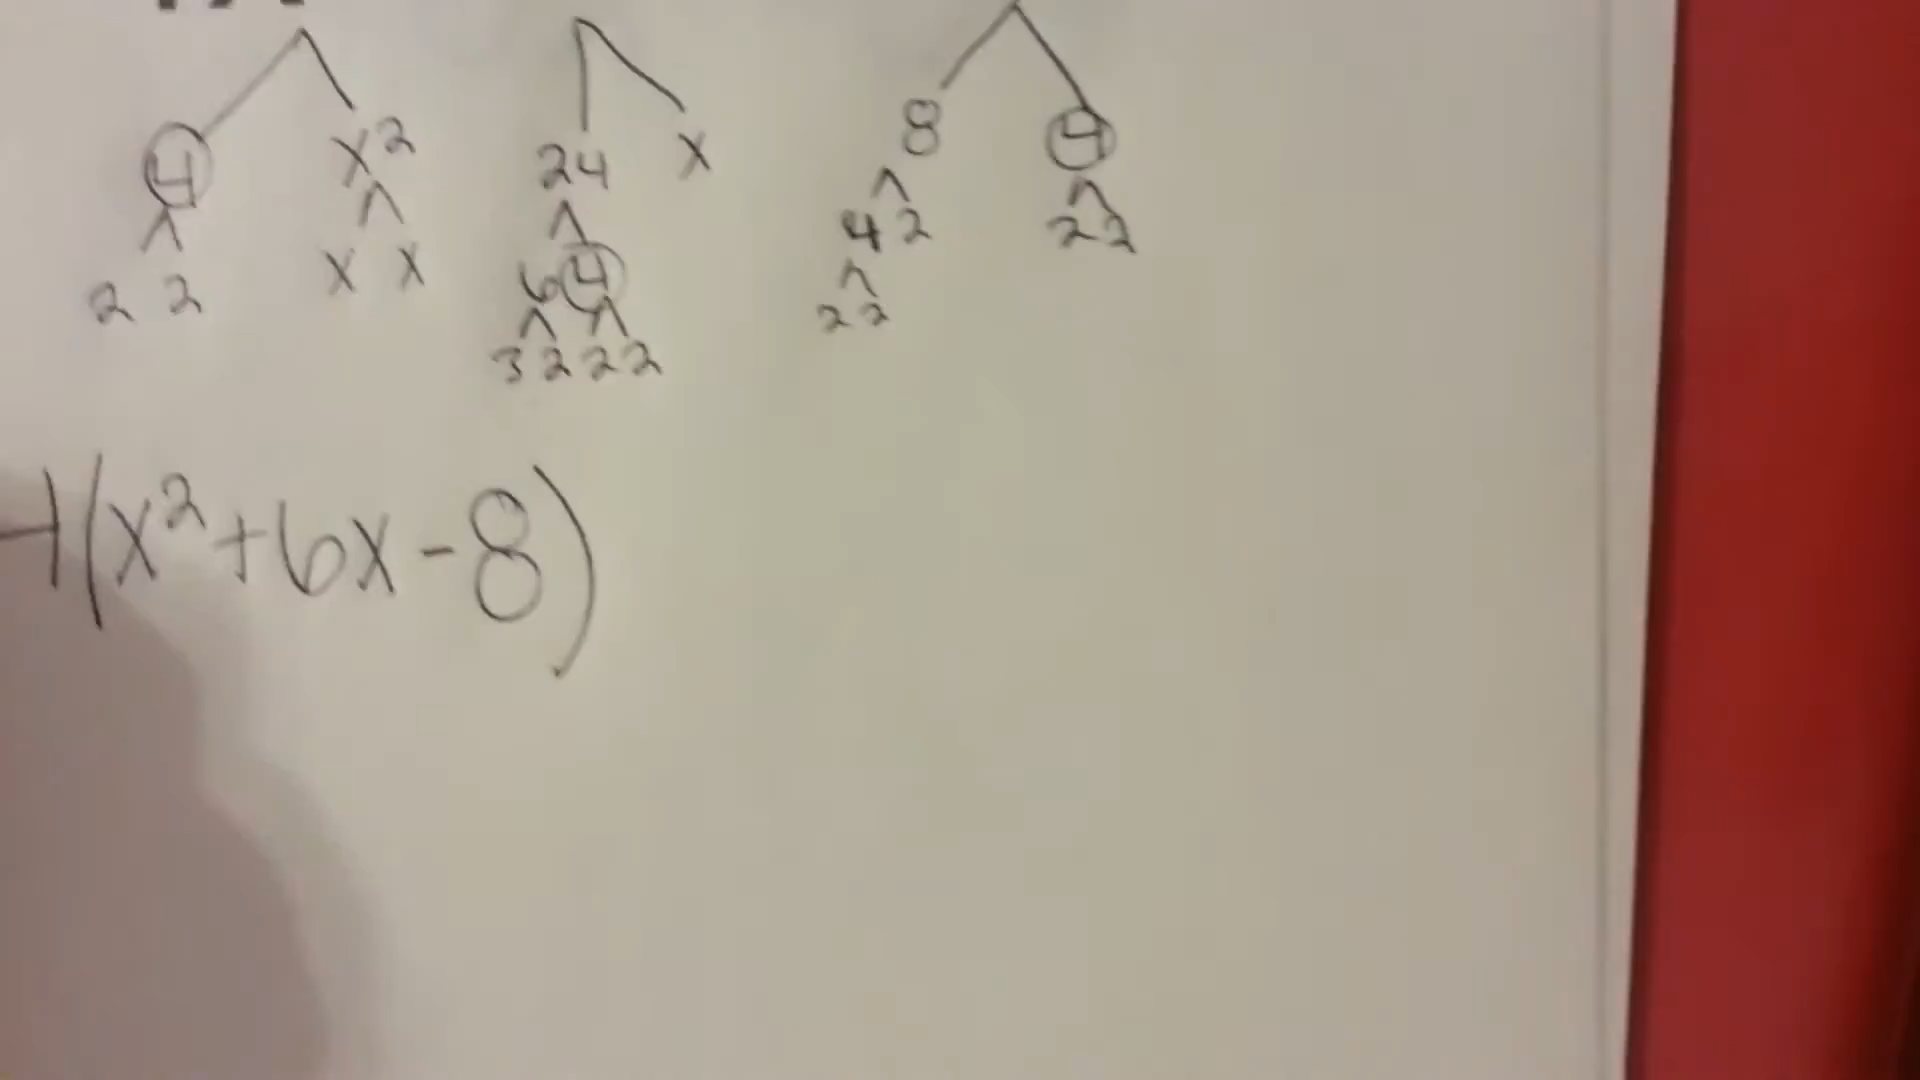 4 x² 24 x 8 4
2 2 x x 6 4 4 2 2 2
3 2 2 2 2 2
4(x²+6x-8)